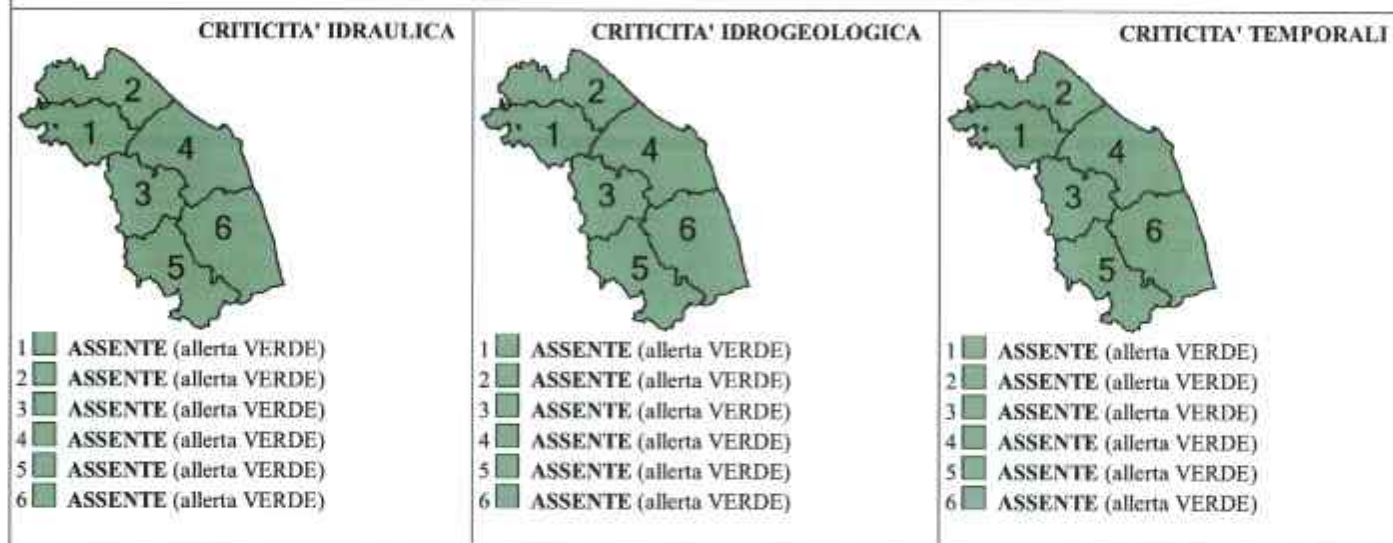 CRITICITA' IDRAULICA
2
1
4
3
6
5
1 ASSENTE (allerta VERDE)
2 ASSENTE (allerta VERDE)
3 ASSENTE (allerta VERDE)
4 ASSENTE (allerta VERDE)
5 ASSENTE (allerta VERDE)
6 ASSENTE (allerta VERDE)
CRITICITA' IDROGEOLOGICA
2
1
4
3
6
5
1 ASSENTE (allerta VERDE)
2 ASSENTE (allerta VERDE)
3 ASSENTE (allerta VERDE)
4 ASSENTE (allerta VERDE)
5 ASSENTE (allerta VERDE)
6 ASSENTE (allerta VERDE)
CRITICITA' TEMPORALI
2
1
4
3
6
5
1 ASSENTE (allerta VERDE)
2 ASSENTE (allerta VERDE)
3 ASSENTE (allerta VERDE)
4 ASSENTE (allerta VERDE)
5 ASSENTE (allerta VERDE)
6 ASSENTE (allerta VERDE)